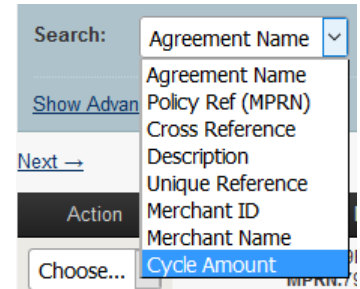 Search: Agreement Name
Agreement Name
Policy Ref (MPRN)
Show Advan
Cross Reference
Description
Next →
Unique Reference
Merchant ID
Action
Merchant Name
Choose...
Cycle Amount